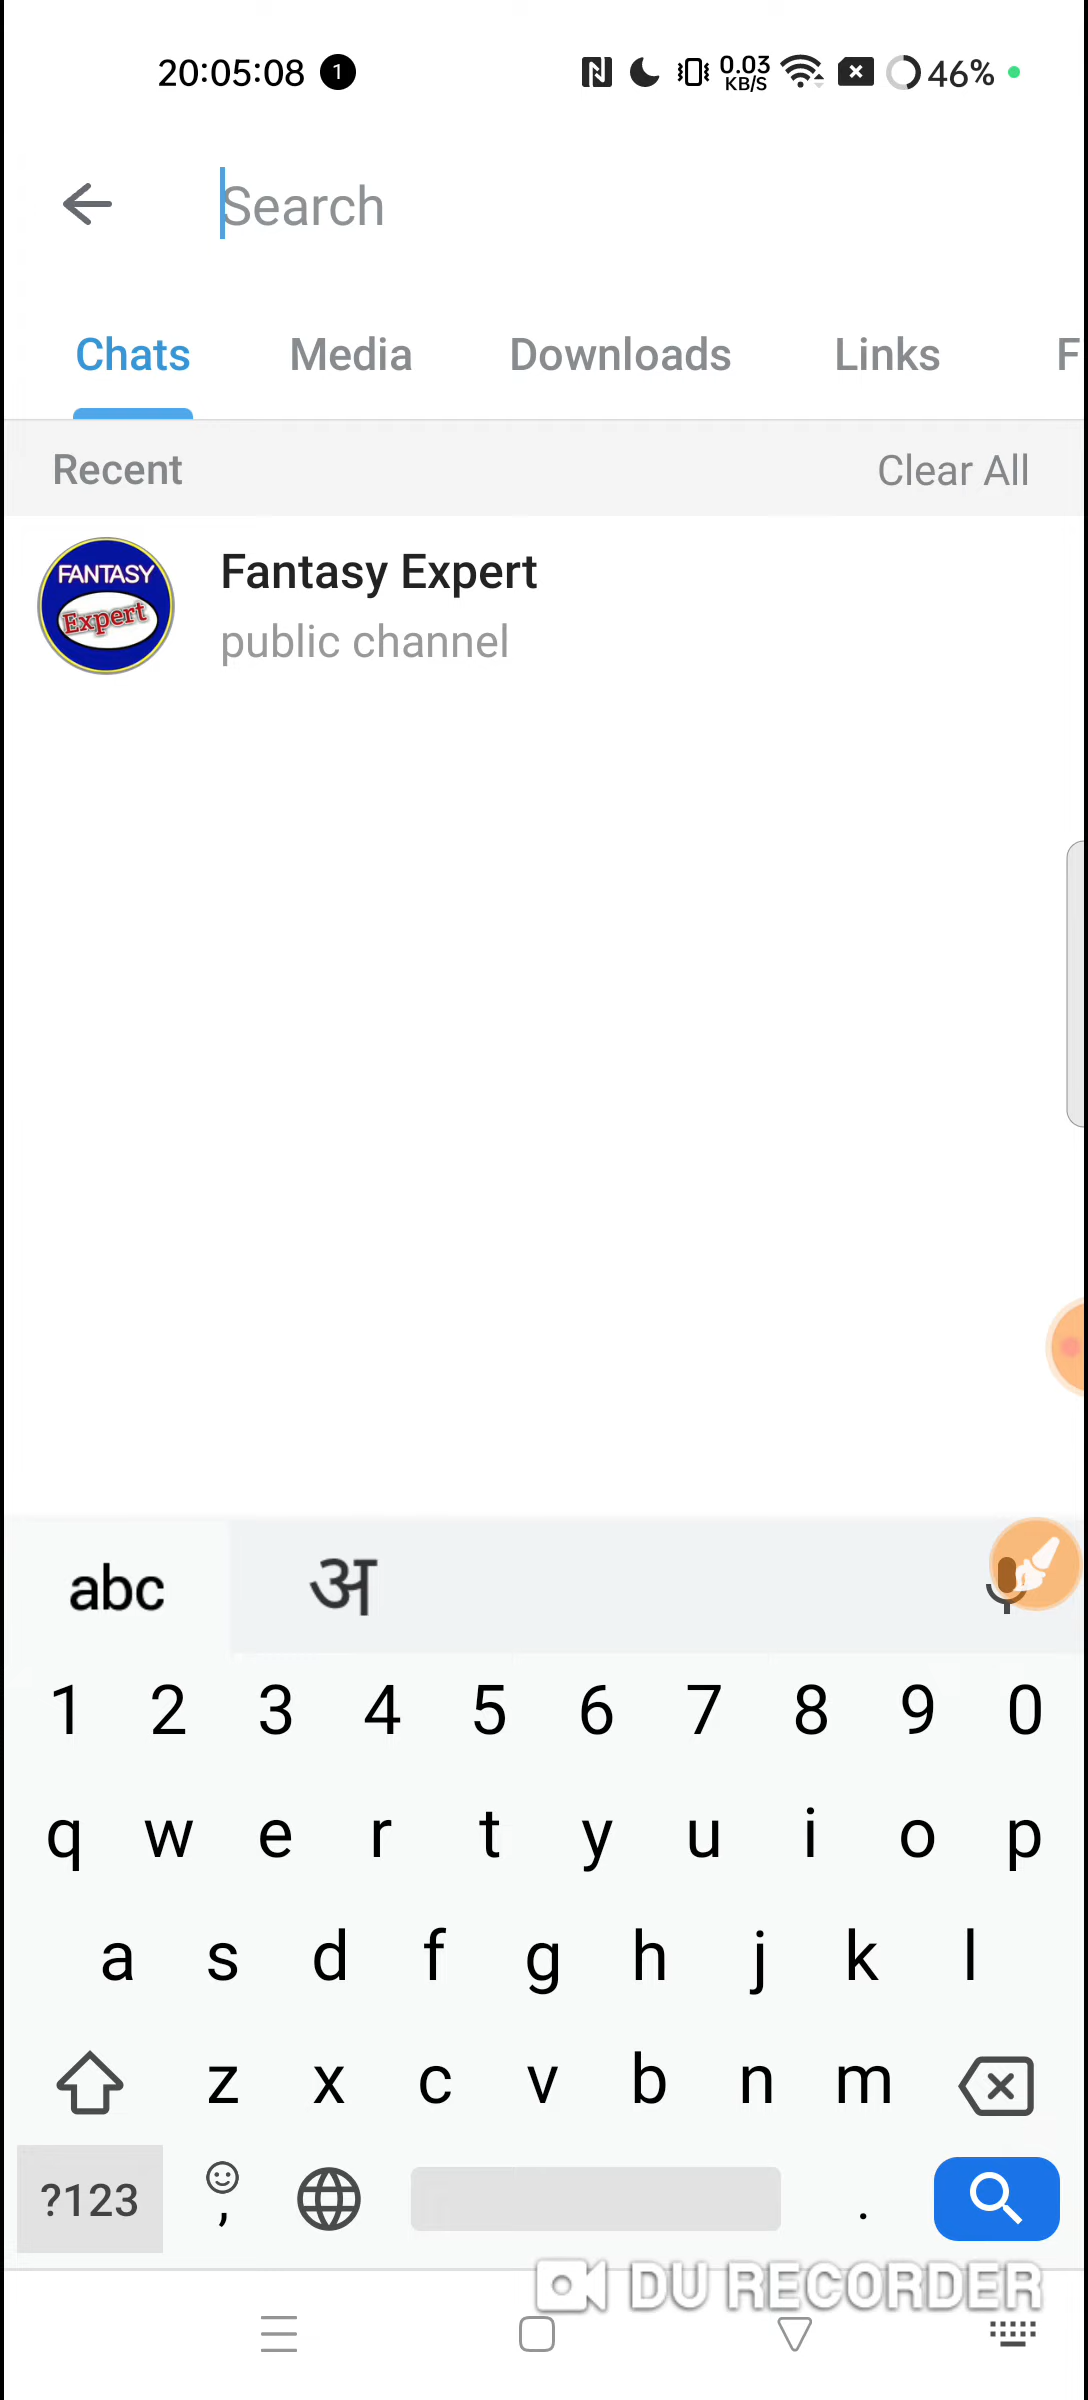 20:05:08 1 0.03 KB/S 46%
Search
Chats Media Downloads Links F
Recent Clear All
FANTASY
Expert
Fantasy Expert
public channel
abc अ
1 2 3 4 5 6 7 8 9 0
q w e r t y u i o p
a s d f g h j k l
z x c v b n m
?123 , .
DU RECORDER